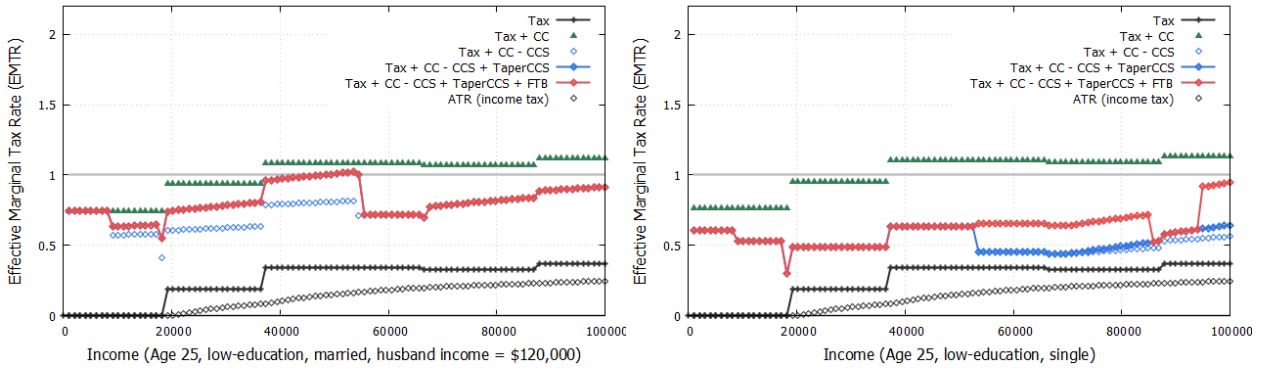 Effective Marginal Tax Rate (EMTR)
2
1.5
1
0.5
0
Tax
Tax + CC
Tax + CC - CCS
Tax + CC - CCS + TaperCCS
Tax + CC - CCS + TaperCCS + FTB
ATR (income tax)
0 20000 40000 60000 80000 100000
Income (Age 25, low-education, married, husband income = $120,000)
Effective Marginal Tax Rate (EMTR)
2
1.5
1
0.5
0
Tax
Tax + CC
Tax + CC - CCS
Tax + CC - CCS + TaperCCS
Tax + CC - CCS + TaperCCS + FTB
ATR (income tax)
0 20000 40000 60000 80000 100000
Income (Age 25, low-education, single)